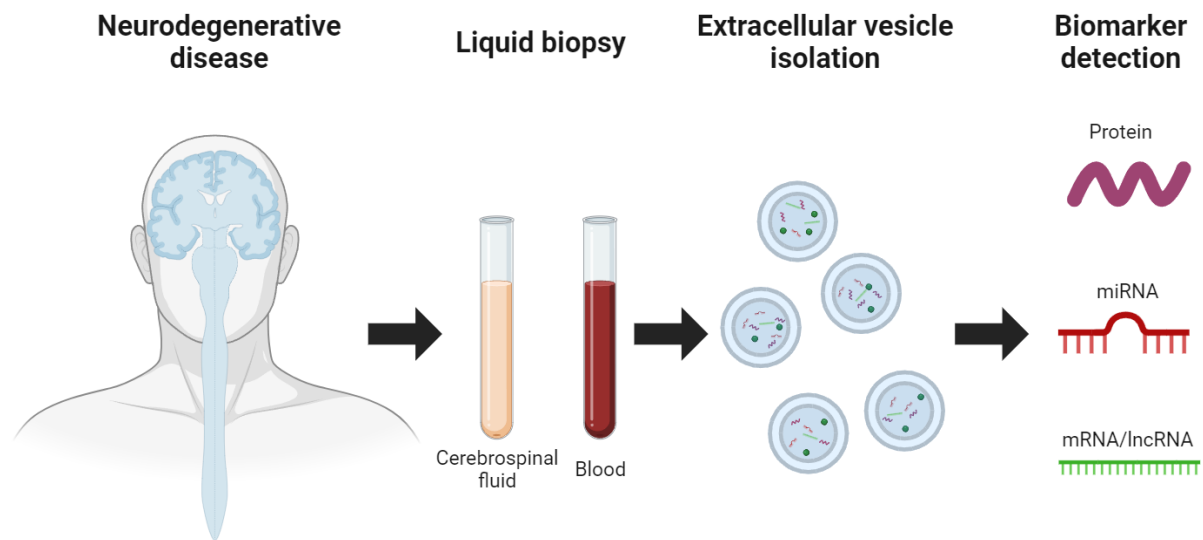 Neurodegenerative
disease
Liquid biopsy
Extracellular vesicle
isolation
Biomarker
detection
Protein
miRNA
mRNA/lncRNA
Cerebrospinal
fluid
Blood